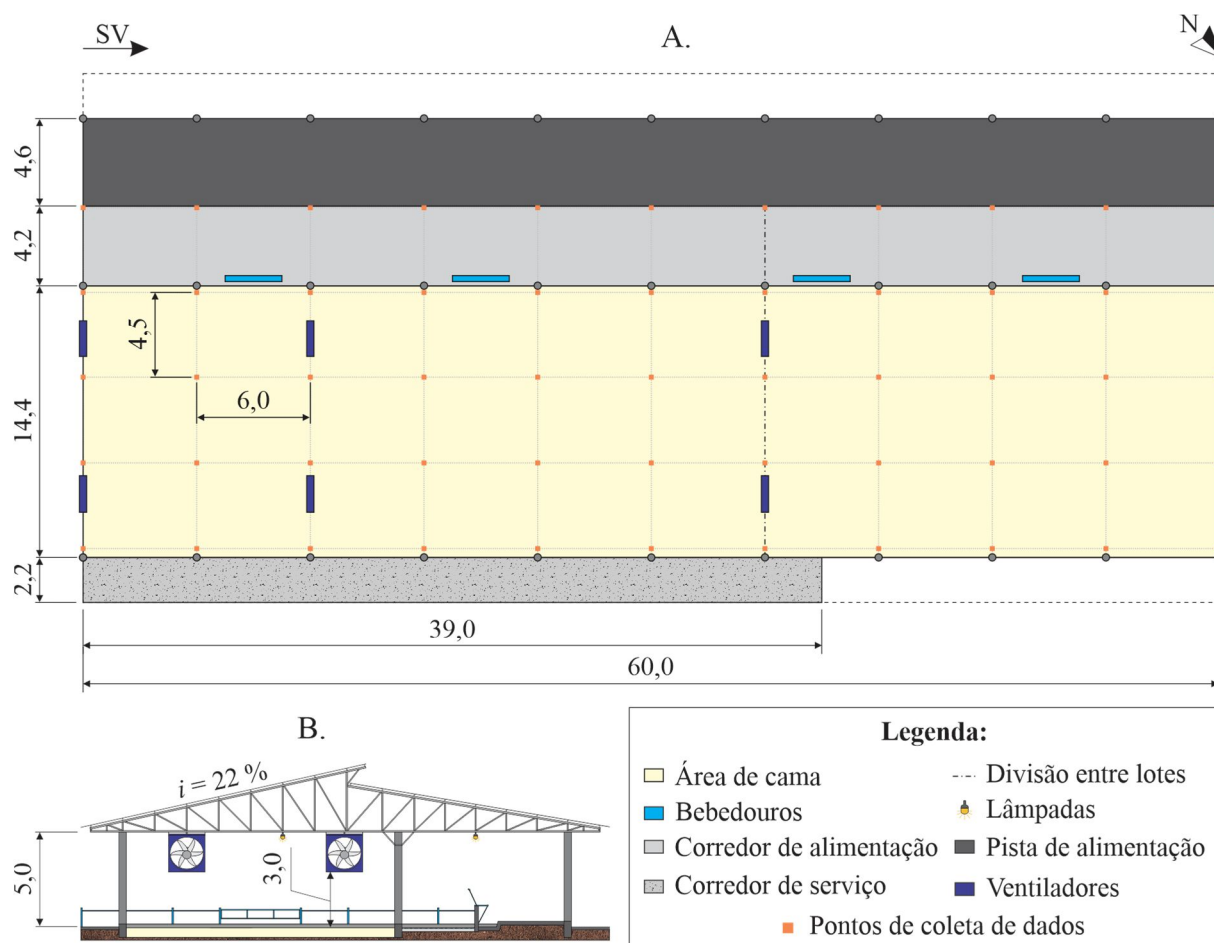 SV
A.
N
4,6
4,2
4,5
6,0
14,4
2,2
39,0
60,0
B.
i = 22 %
3,0
5,0
Legenda:
Área de cama
Divisão entre lotes
Bebedouros
Lâmpadas
Corredor de alimentação
Pista de alimentação
Corredor de serviço
Ventiladores
Pontos de coleta de dados